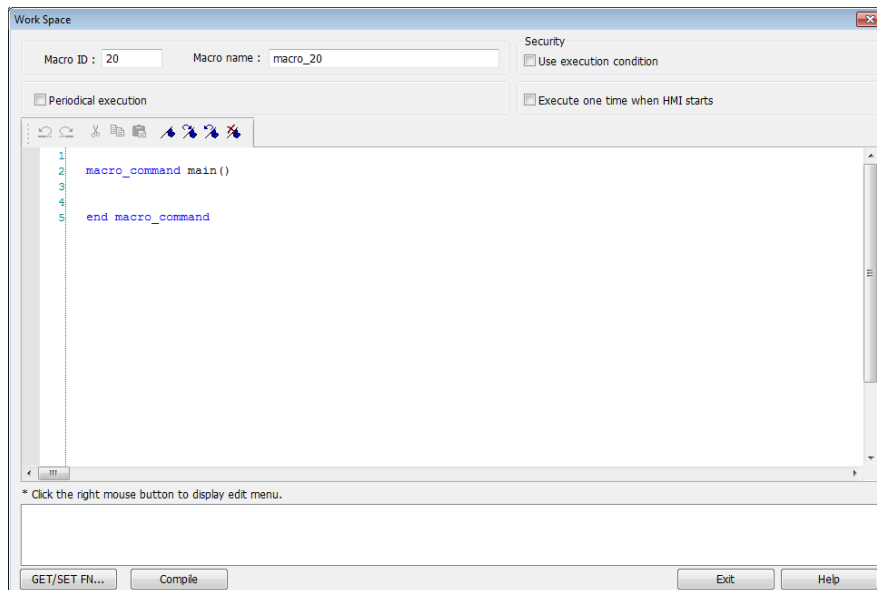 Work Space
Security
Macro ID : 20 Macro name : macro_20
Use execution condition
Periodical execution
Execute one time when HMI starts
1
2 macro_command main()
3
4
5 end macro_command
* Click the right mouse button to display edit menu.
GET/SET FN... Compile Exit Help